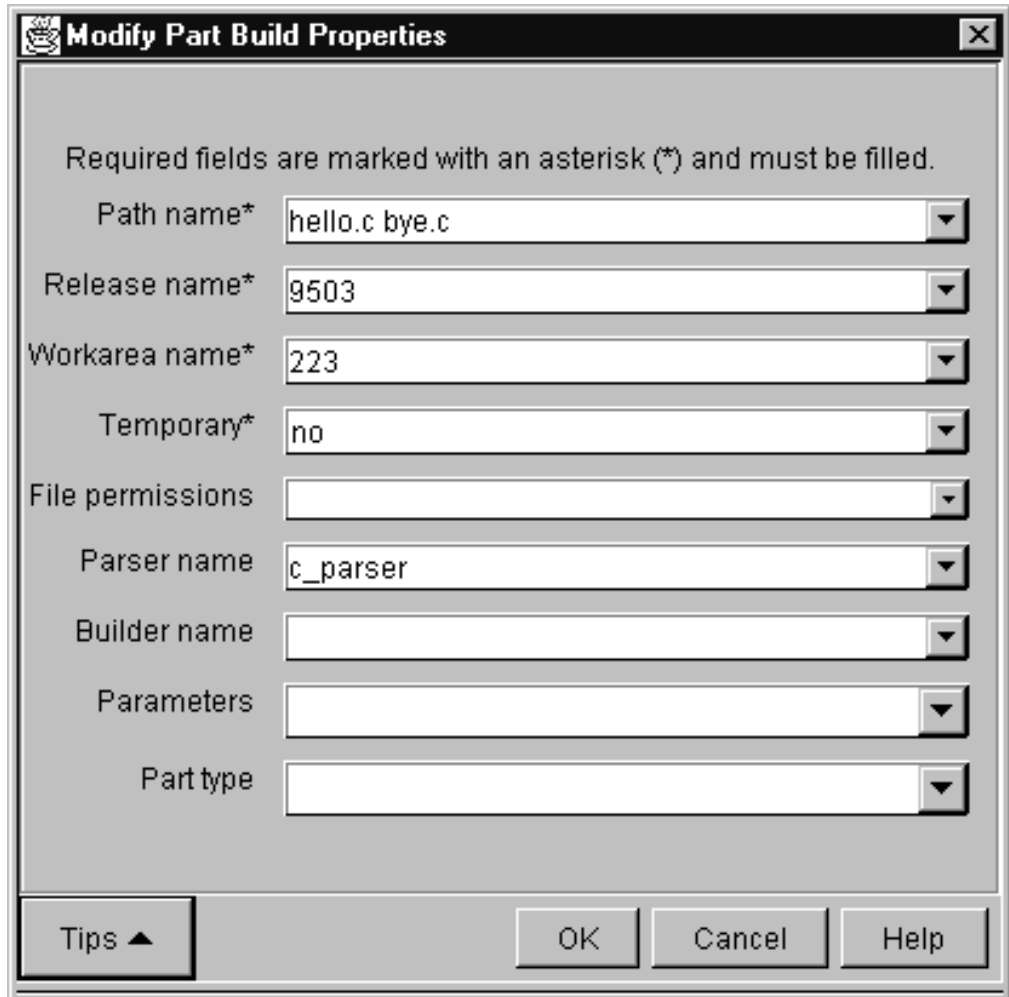 Modify Part Build Properties
Required fields are marked with an asterisk (*) and must be filled.
Path name* hello.c bye.c
Release name* 9503
Workarea name* 223
Temporary* no
File permissions
Parser name c_parser
Builder name
Parameters
Part type
Tips OK Cancel Help